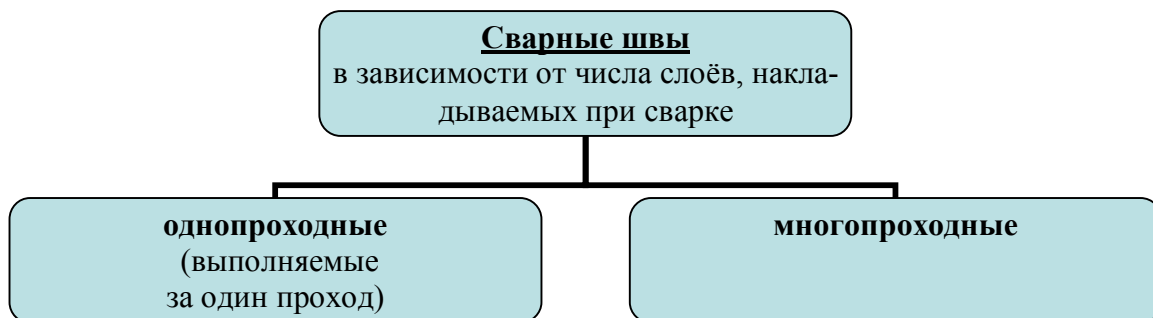 Сварные швы
в зависимости от числа слоёв, накла-
дываемых при сварке
однопроходные
(выполняемые
за один проход)
многопроходные